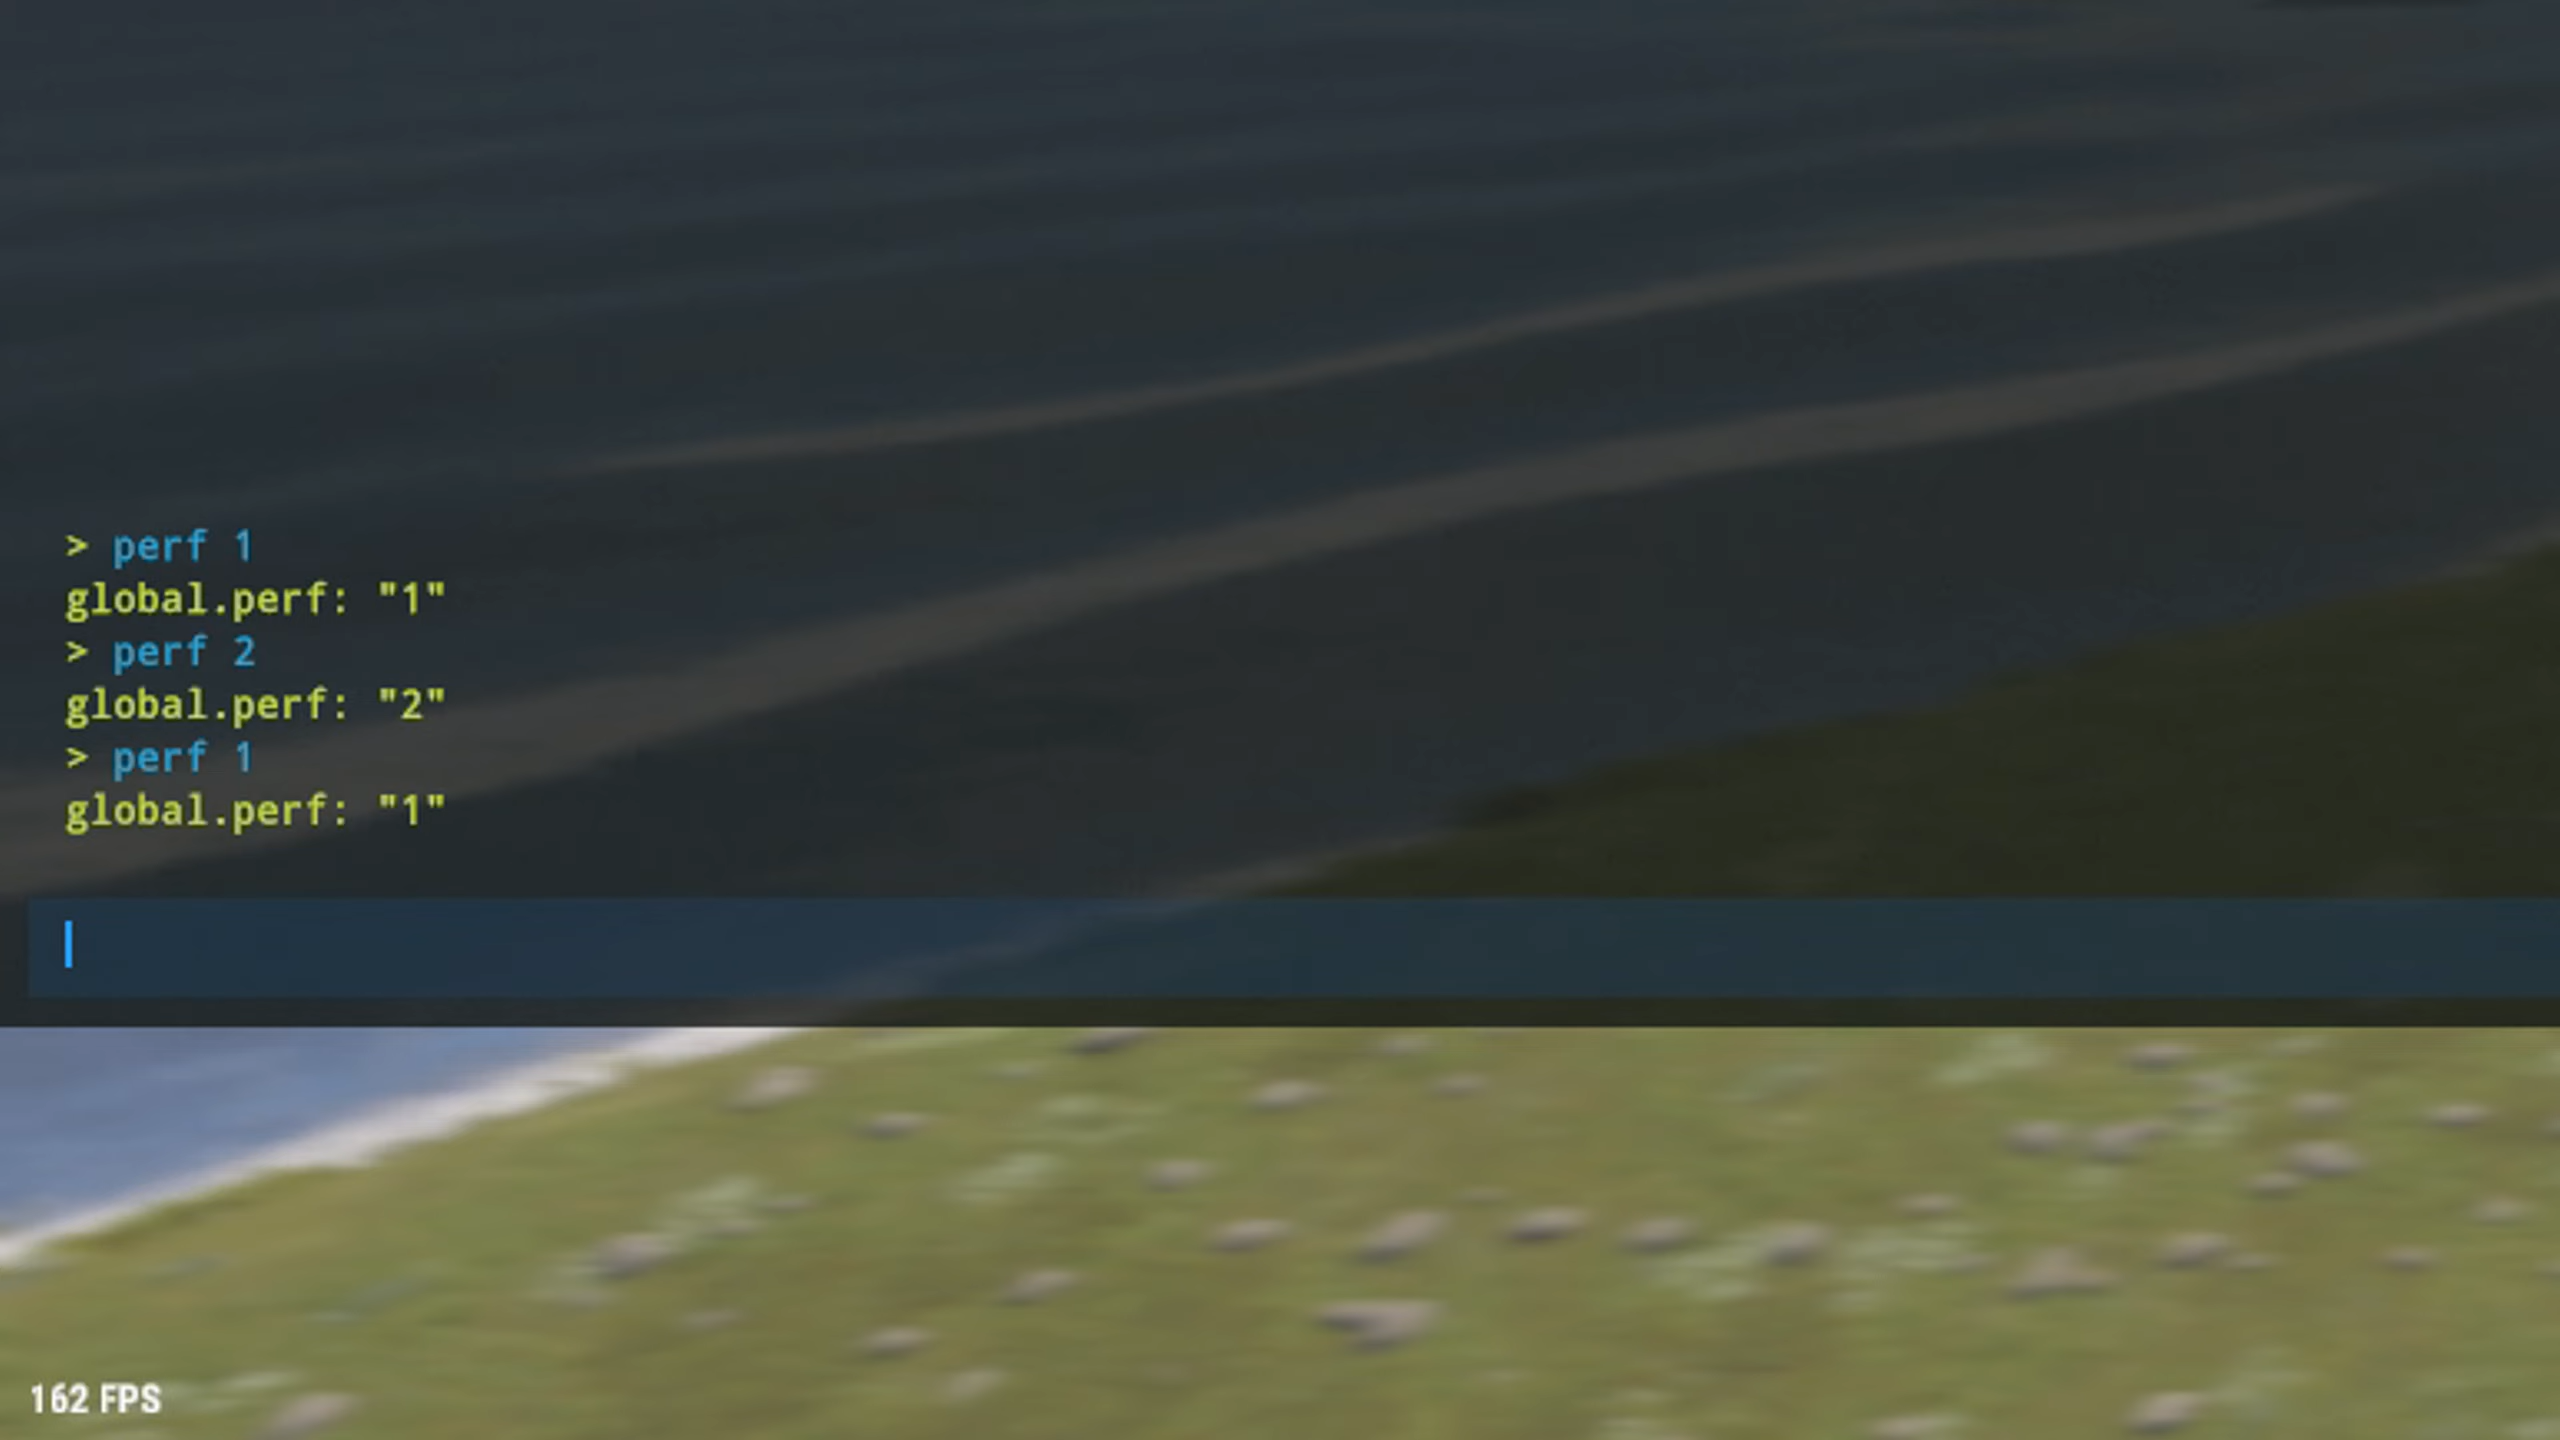 > perf 1
global.perf: "1"
> perf 2
global.perf: "2"
> perf 1
global.perf: "1"
162 FPS